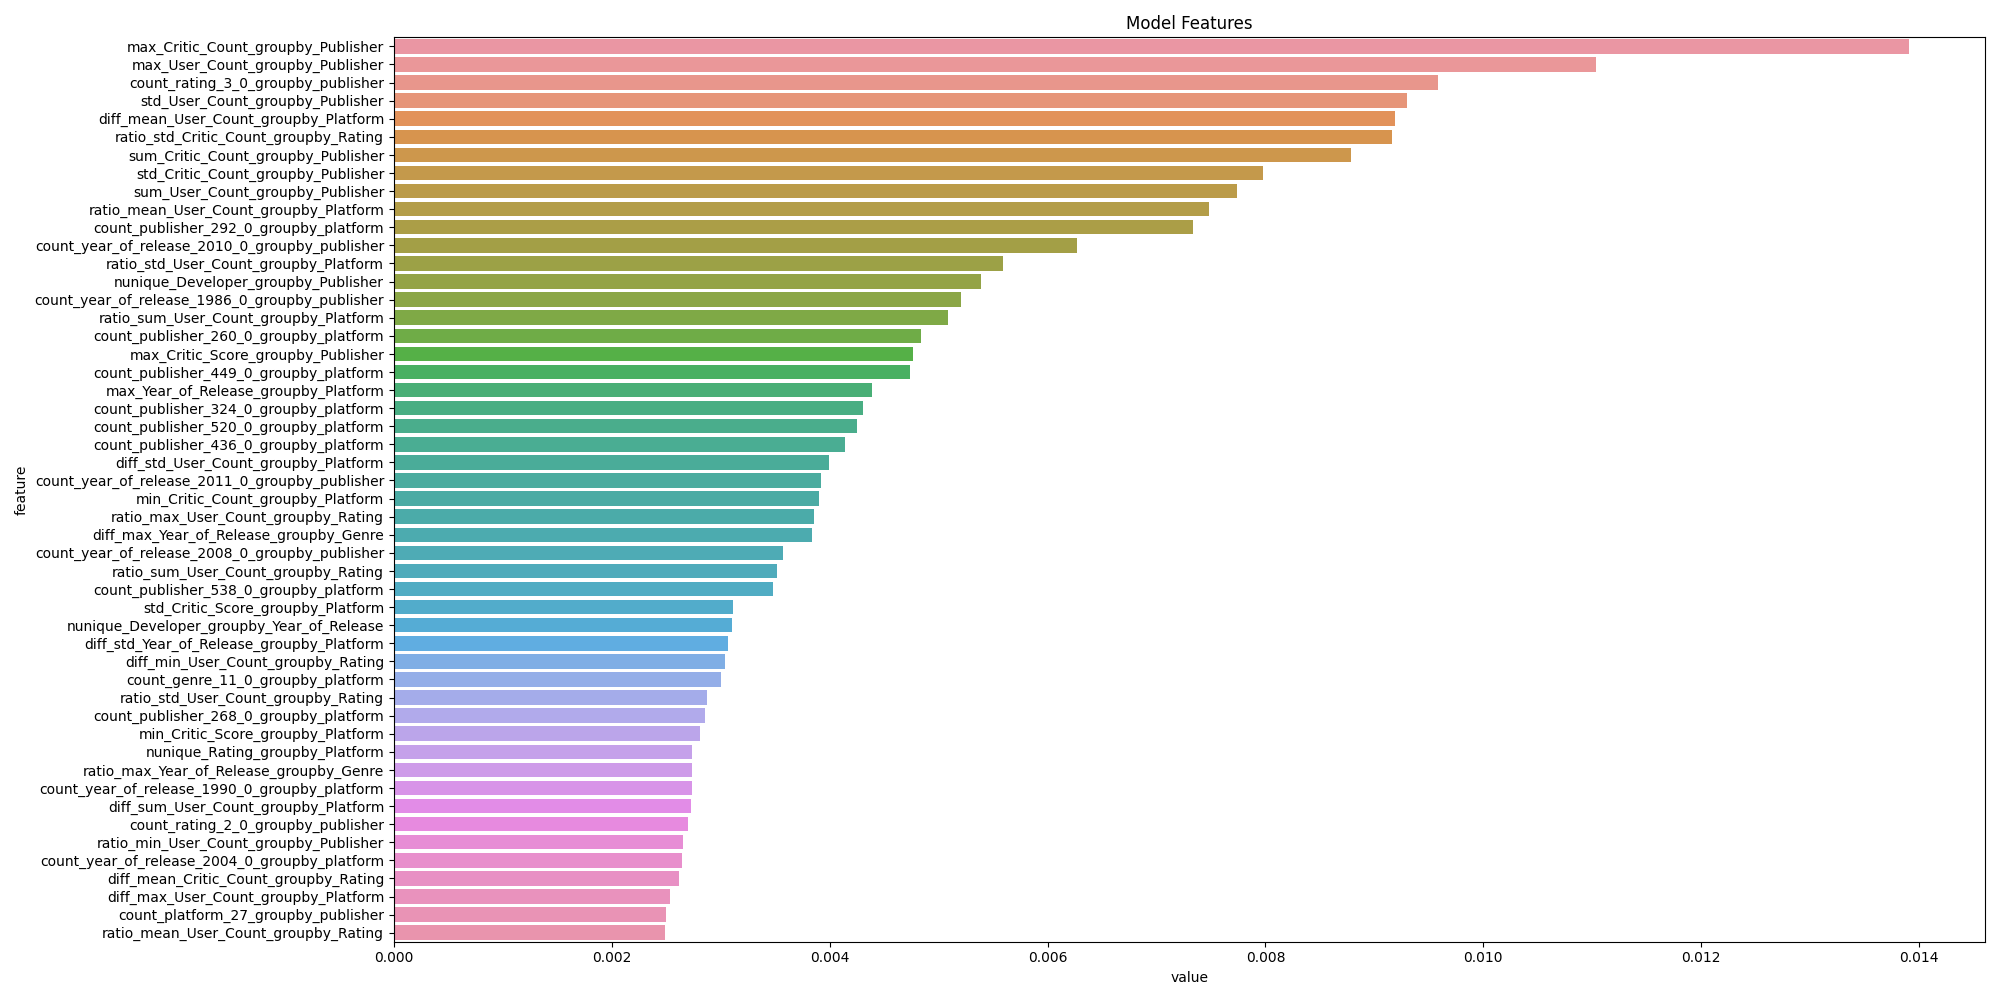 Model Features
max_Critic_Count_groupby_Publisher
max_User_Count_groupby_Publisher
count_rating_3_0_groupby_publisher
std_User_Count_groupby_Publisher
diff_mean_User_Count_groupby_Platform
ratio_std_Critic_Count_groupby_Rating
sum_Critic_Count_groupby_Publisher
std_Critic_Count_groupby_Publisher
sum_User_Count_groupby_Publisher
ratio_mean_User_Count_groupby_Platform
count_publisher_292_0_groupby_platform
count_year_of_release_2010_0_groupby_publisher
ratio_std_User_Count_groupby_Platform
nunique_Developer_groupby_Publisher
count_year_of_release_1986_0_groupby_publisher
ratio_sum_User_Count_groupby_Platform
count_publisher_260_0_groupby_platform
max_Critic_Score_groupby_Publisher
count_publisher_449_0_groupby_platform
max_Year_of_Release_groupby_Platform
count_publisher_324_0_groupby_platform
count_publisher_520_0_groupby_platform
count_publisher_436_0_groupby_platform
diff_std_User_Count_groupby_Platform
count_year_of_release_2011_0_groupby_publisher
min_Critic_Count_groupby_Platform
ratio_max_User_Count_groupby_Rating
diff_max_Year_of_Release_groupby_Genre
count_year_of_release_2008_0_groupby_publisher
ratio_sum_User_Count_groupby_Rating
count_publisher_538_0_groupby_platform
std_Critic_Score_groupby_Platform
nunique_Developer_groupby_Year_of_Release
diff_std_Year_of_Release_groupby_Platform
diff_min_User_Count_groupby_Rating
count_genre_11_0_groupby_platform
ratio_std_User_Count_groupby_Rating
count_publisher_268_0_groupby_platform
min_Critic_Score_groupby_Platform
nunique_Rating_groupby_Platform
ratio_max_Year_of_Release_groupby_Genre
count_year_of_release_1990_0_groupby_platform
diff_sum_User_Count_groupby_Platform
count_rating_2_0_groupby_publisher
ratio_min_User_Count_groupby_Publisher
count_year_of_release_2004_0_groupby_platform
diff_mean_Critic_Count_groupby_Rating
diff_max_User_Count_groupby_Platform
count_platform_27_groupby_publisher
ratio_mean_User_Count_groupby_Rating
feature
0.000 0.002 0.004 0.006 0.008 0.010 0.012 0.014
value